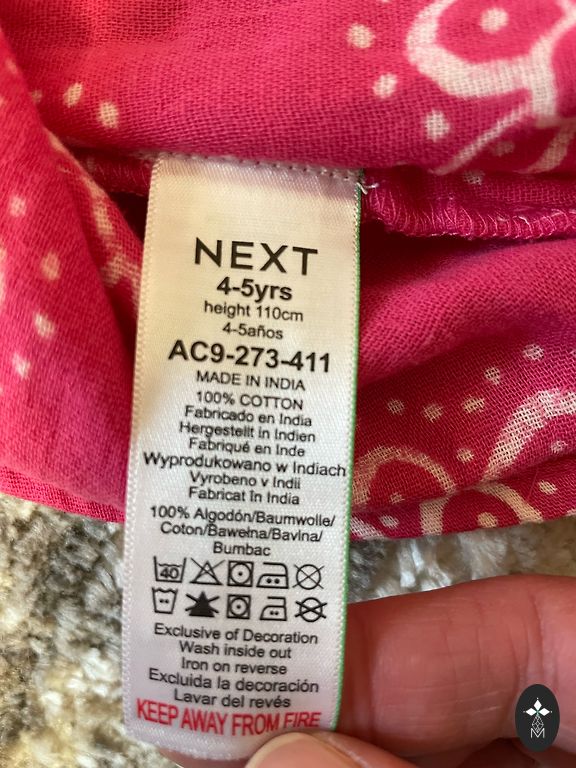 NEXT
4-5yrs
height 110cm
4-5años
AC9-273-411
MADE IN INDIA
100% COTTON
Fabricado en India
Hergestellt in Indien
Fabriqué en Inde
Wyprodukowano w Indiach
Vyrobeno v Indii
Fabricat în India
100% Algodón/Baumwolle/
Coton/Bawełna/Bavlna/
Bumbac
40
Exclusive of Decoration
Wash inside out
Iron on reverse
Excluida la decoración
Lavar del revés
KEEP AWAY FROM FIRE
M